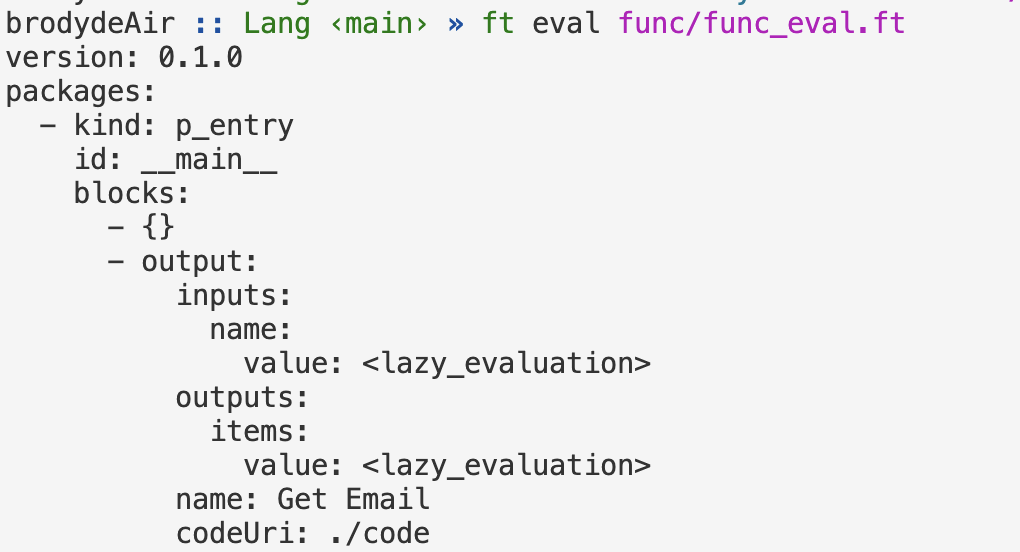 brodydeAir :: Lang ‹main› » ft eval func/func_eval.ft
version: 0.1.0
packages:
  - kind: p_entry
    id: __main__
    blocks:
      - {}
      - output:
          inputs:
            name:
              value: <lazy_evaluation>
          outputs:
            items:
              value: <lazy_evaluation>
          name: Get Email
          codeUri: ./code